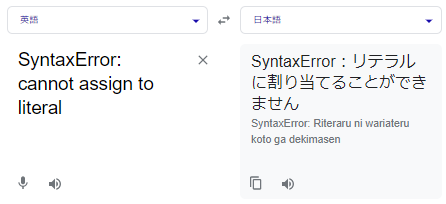 英語
日本語
SyntaxError:
cannot assign to
literal
SyntaxError：リテラル
に割り当てることができ
ません
SyntaxError: Riteraru ni wariateru
koto ga dekimasen